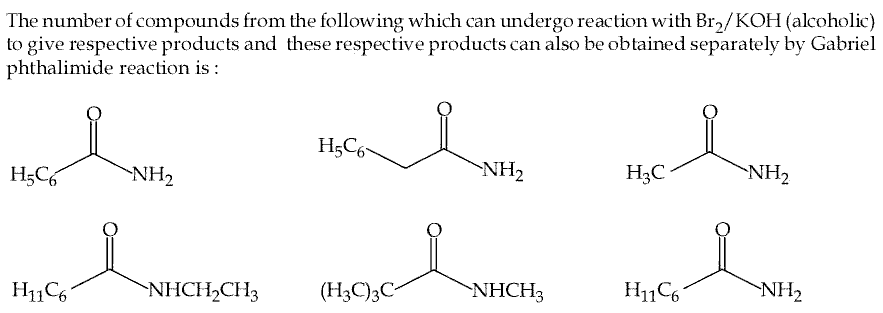 The number of compounds from the following which can undergo reaction with Br₂/KOH (alcoholic)
to give respective products and these respective products can also be obtained separately by Gabriel
phthalimide reaction is :
O O O
H₅C₆ NH₂ H₅C₆ NH₂ H₃C NH₂
O O O
H₁₁C₆ NHCH₂CH₃ (H₃C)₃C NHCH₃ H₁₁C₆ NH₂